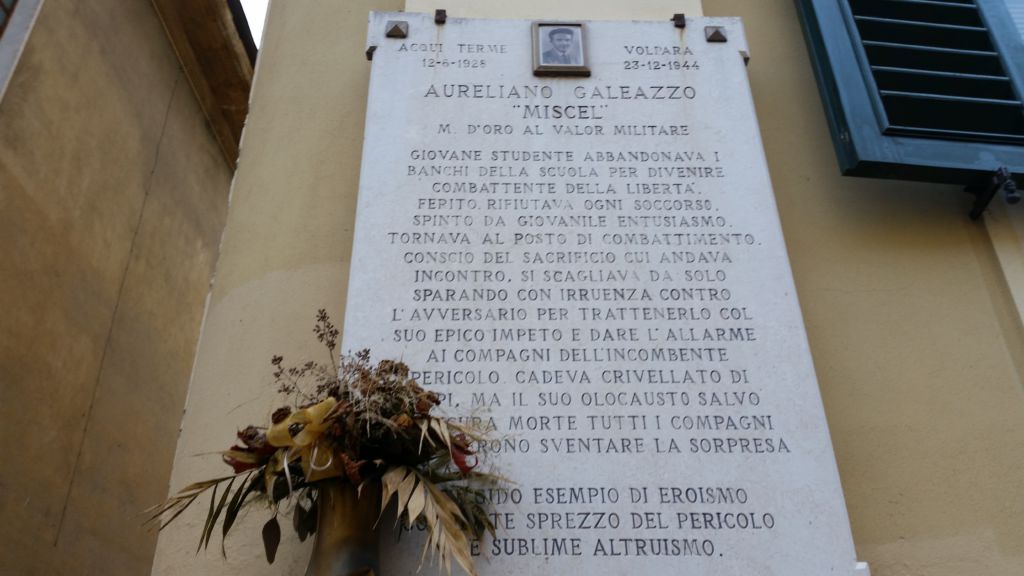 ACQUI TERME VOLPARA
12-6-1928 23-12-1944
AURELIANO GALEAZZO
"MISCEL"
M. D'ORO AL VALOR MILITARE
GIOVANE STUDENTE ABBANDONAVA I
BANCHI DELLA SCUOLA PER DIVENIRE
COMBATTENTE DELLA LIBERTA'.
FERITO, RIFIUTAVA OGNI SOCCORSO.
SPINTO DA GIOVANILE ENTUSIASMO.
TORNAVA AL POSTO DI COMBATTIMENTO.
CONSCIO DEL SACRIFICIO CUI ANDAVA
INCONTRO, SI SCAGLIAVA DA SOLO
SPARANDO CON IRRUENZA CONTRO
L'AVVERSARIO PER TRATTENERLO COL
SUO EPICO IMPETO E DARE L'ALLARME
AI COMPAGNI DELL'INCOMBENTE
PERICOLO. CADEVA CRIVELLATO DI
MA IL SUO OLOCAUSTO SALVO
MORTE TUTTI I COMPAGNI
SVENTARE LA SORPRESA
ESEMPIO DI EROISMO
SPREZZO DEL PERICOLO
E SUBLIME ALTRUISMO.